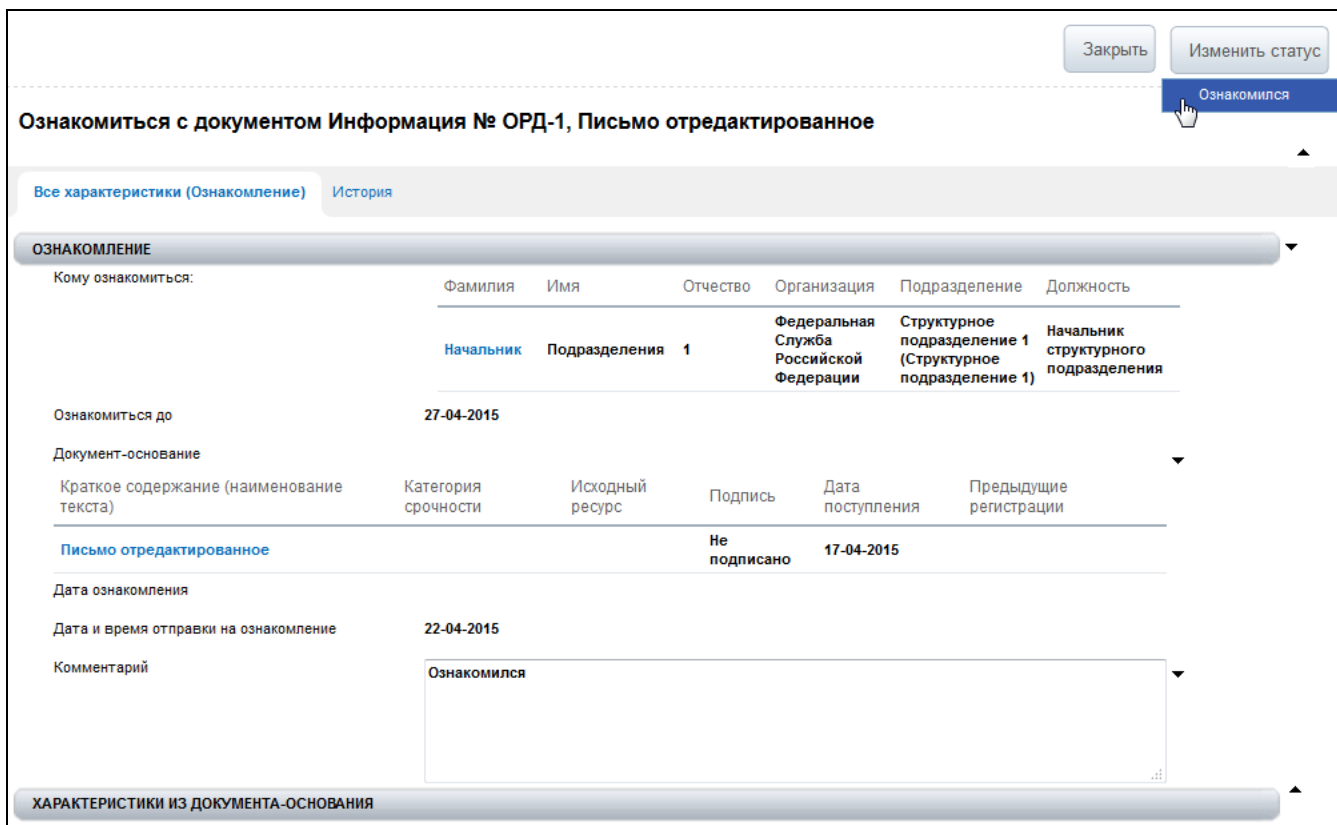 Закрыть
Изменить статус
Ознакомился
Ознакомиться с документом Информация № ОРД-1, Письмо отредактированное
Все характеристики (Ознакомление)
История
ОЗНАКОМЛЕНИЕ
Кому ознакомиться:
Фамилия Имя Отчество Организация Подразделение Должность
Начальник Подразделения 1
Федеральная
Служба
Российской
Федерации
Структурное
подразделение 1
(Структурное
подразделение 1)
Начальник
структурного
подразделения
Ознакомиться до 27-04-2015
Документ-основание
Краткое содержание (наименование
текста)
Категория
срочности
Исходный
ресурс
Подпись
Дата
поступления
Предыдущие
регистрации
Письмо отредактированное
Не
подписано
17-04-2015
Дата ознакомления
Дата и время отправки на ознакомление 22-04-2015
Комментарий
Ознакомился
ХАРАКТЕРИСТИКИ ИЗ ДОКУМЕНТА-ОСНОВАНИЯ